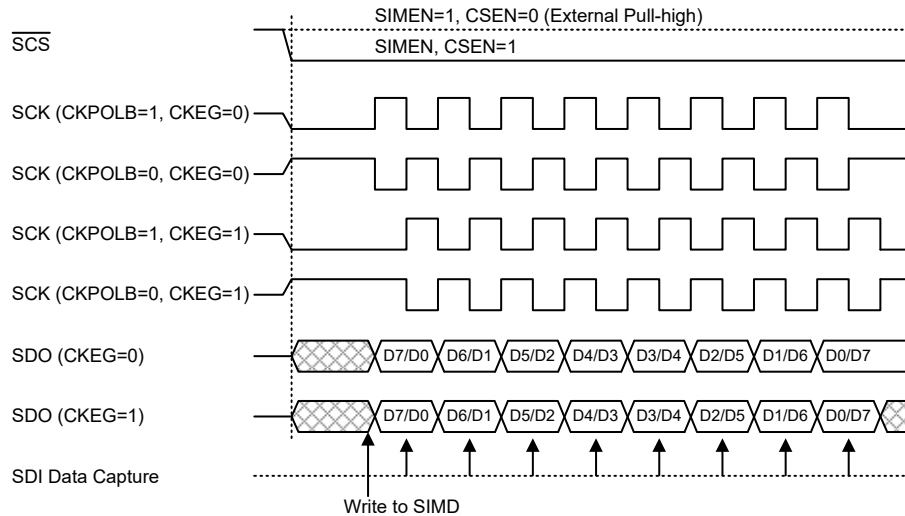 SIMEN=1, CSEN=0 (External Pull-high)
SCS
SIMEN, CSEN=1
SCK (CKPOLB=1, CKEG=0)
SCK (CKPOLB=0, CKEG=0)
SCK (CKPOLB=1, CKEG=1)
SCK (CKPOLB=0, CKEG=1)
SDO (CKEG=0) D7/D0 D6/D1 D5/D2 D4/D3 D3/D4 D2/D5 D1/D6 D0/D7
SDO (CKEG=1) D7/D0 D6/D1 D5/D2 D4/D3 D3/D4 D2/D5 D1/D6 D0/D7
SDI Data Capture
Write to SIMD